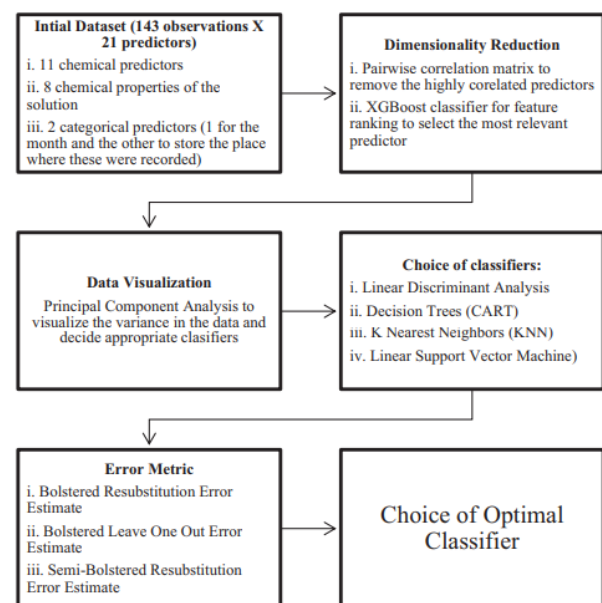 Intial Dataset (143 observations X
21 predictors)
i. 11 chemical predictors
ii. 8 chemical properties of the
solution
iii. 2 categorical predictors (1 for the
month and the other to store the place
where these were recorded)
Dimensionality Reduction
i. Pairwise correlation matrix to
remove the highly corelated predictors
ii. XGBoost classifier for feature
ranking to select the most relevant
predictor
Data Visualization
Principal Component Analysis to
visualize the variance in the data and
decide appropriate clasifiers
Choice of classifiers:
i. Linear Discriminant Analysis
ii. Decision Trees (CART)
iii. K Nearest Neighbors (KNN)
iv. Linear Support Vector Machine)
Error Metric
i. Bolstered Resubstitution Error
Estimate
ii. Bolstered Leave One Out Error
Estimate
iii. Semi-Bolstered Resubstitution
Error Estimate
Choice of Optimal
Classifier